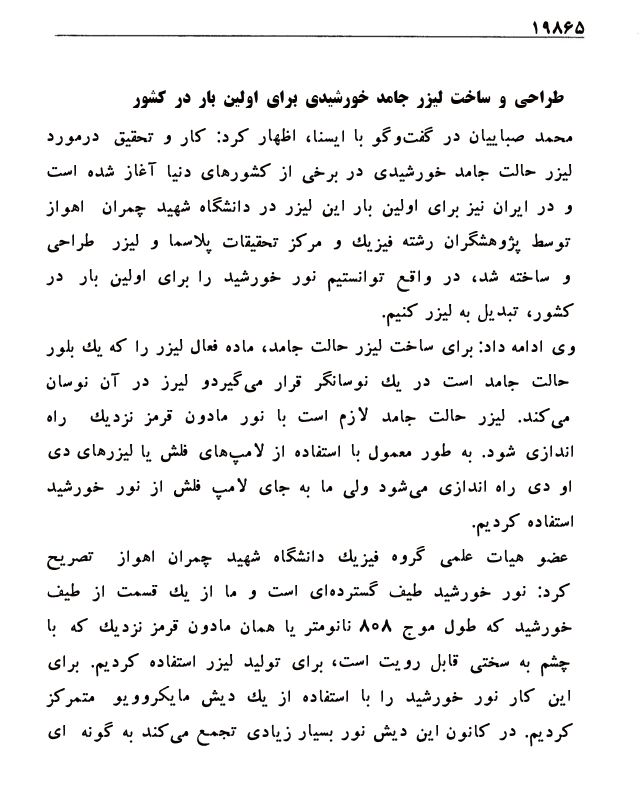 ۱۹۸۶۵
طراحی و ساخت لیزر جامد خورشیدی برای اولین بار در کشور
محمد صباییان در گفت‌وگو با ایسنا، اظهار کرد: کار و تحقیق درمورد
لیزر حالت جامد خورشیدی در برخی از کشورهای دنیا آغاز شده است
و در ایران نیز برای اولین بار این لیزر در دانشگاه شهید چمران اهواز
توسط پژوهشگران رشته فیزیك و مرکز تحقیقات پلاسما و لیزر طراحی
و ساخته شد، در واقع توانستیم نور خورشید را برای اولین بار در
کشور، تبدیل به لیزر کنیم.
وی ادامه داد: برای ساخت لیزر حالت جامد، ماده فعال لیزر را که یك بلور
حالت جامد است در یك نوسانگر قرار می‌گیردو لیرز در آن نوسان
می‌کند. لیزر حالت جامد لازم است با نور مادون قرمز نزدیك راه
اندازی شود. به طور معمول با استفاده از لامپ‌های فلش یا لیزرهای دی
او دی راه اندازی می‌شود ولی ما به جای لامپ فلش از نور خورشید
استفاده کردیم.
عضو هیات علمی گروه فیزیك دانشگاه شهید چمران اهواز تصریح
کرد: نور خورشید طیف گسترده‌ای است و ما از یك قسمت از طیف
خورشید که طول موج ۸۰۸ نانومتر یا همان مادون قرمز نزدیك که با
چشم به سختی قابل رویت است، برای تولید لیزر استفاده کردیم. برای
این کار نور خورشید را با استفاده از یك دیش مایکروویو متمرکز
کردیم. در کانون این دیش نور بسیار زیادی تجمع می‌کند به گونه ای